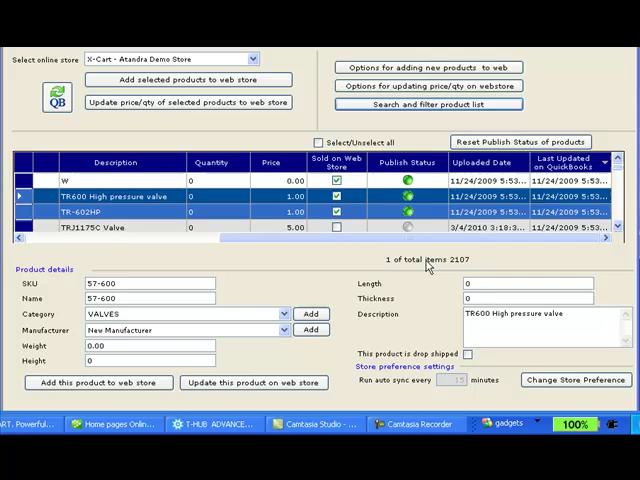 Select online store X-Cart - Atandra Demo Store
Options for adding new products to web
Add selected products to web store
QB
Options for updating price/qty on webstore
Update price/qty of selected products to web store
Search and filter product list
Select/Unselect all
Reset Publish Status of products
Description Quantity Price Sold on Web Store Publish Status Uploaded Date Last Updated on QuickBooks
W 0 0.00 11/24/2009 5:53... 11/24/2009 5:53...
TR600 High pressure valve 0 1.00 11/24/2009 5:53... 11/24/2009 5:53...
TR-602HP 0 1.00 11/24/2009 5:53... 11/24/2009 5:53...
TRJ1175C Valve 0 5.00 3/4/2010 3:18:3... 11/24/2009 5:53...
1 of total items 2107
Product details
SKU 57-600
Length 0
Name 57-600
Thickness 0
Category VALVES Add
Description TR600 High pressure valve
Manufacturer New Manufacturer Add
Weight 0.00
This product is drop shipped
Height 0
Store preference settings
Add this product to web store
Update this product on web store
Run auto sync every 15 minutes
Change Store Preference
ART. Powerful... Home pages Onlin... T-HUB ADVANCE... Camtasia Studio - ... Camtasia Recorder gadgets 100%